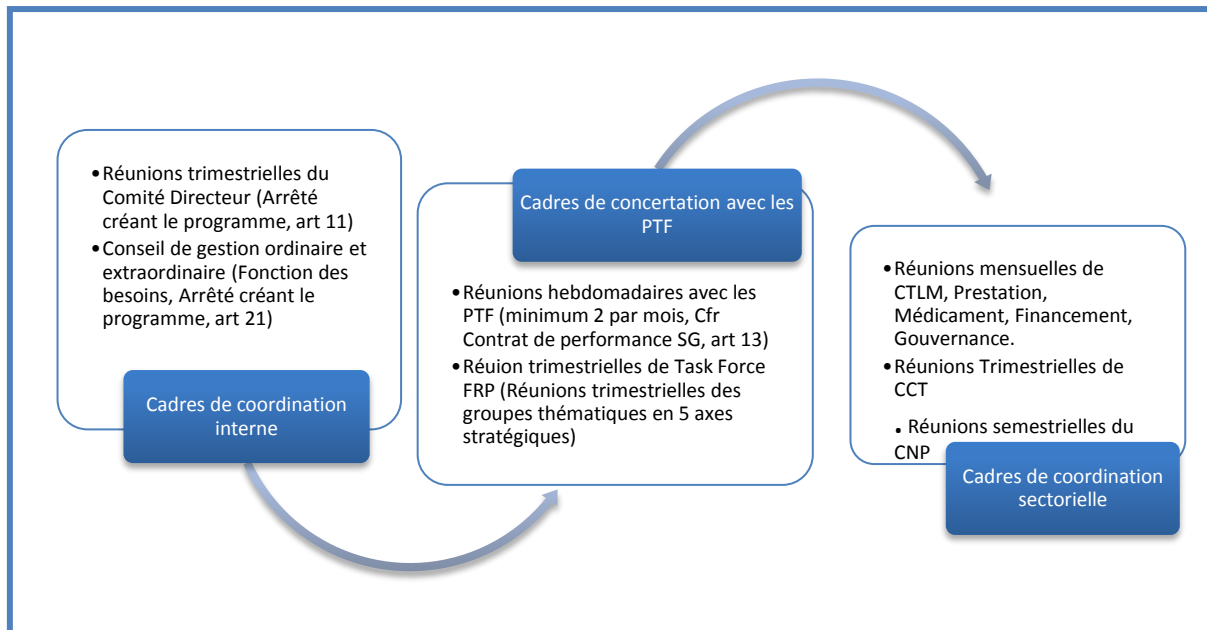 •Réunions trimestrielles du
Comité Directeur (Arrêté
créant le programme, art 11)
•Conseil de gestion ordinaire et
extraordinaire (Fonction des
besoins, Arrêté créant le
programme, art 21)
Cadres de coordination
interne
Cadres de concertation avec les
PTF
•Réunions hebdomadaires avec les
PTF (minimum 2 par mois, Cfr
Contrat de performance SG, art 13)
•Réuion trimestrielles de Task Force
FRP (Réunions trimestrielles des
groupes thématiques en 5 axes
stratégiques)
•Réunions mensuelles de
CTLM, Prestation,
Médicament, Financement,
Gouvernance.
•Réunions Trimestrielles de
CCT
. Réunions semestrielles du
CNP
Cadres de coordination
sectorielle